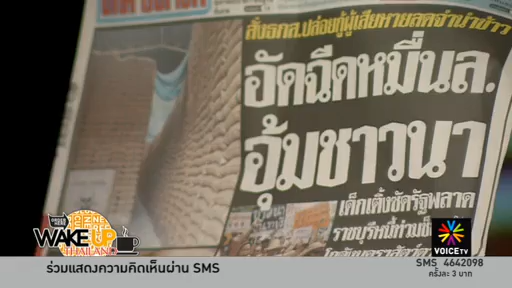 สั่งธกส.ปล่อยกู้ผู้เสียหายลดจำนำข้าว
อัดฉีดหมื่นล.
อุ้มชาวนา
เด็กเติ้งซัดรัฐพลาด
WAKE UP
THAILAND
VOICE TV
ร่วมแสดงความคิดเห็นผ่าน SMS
SMS 4642098
ครั้งละ 3 บาท